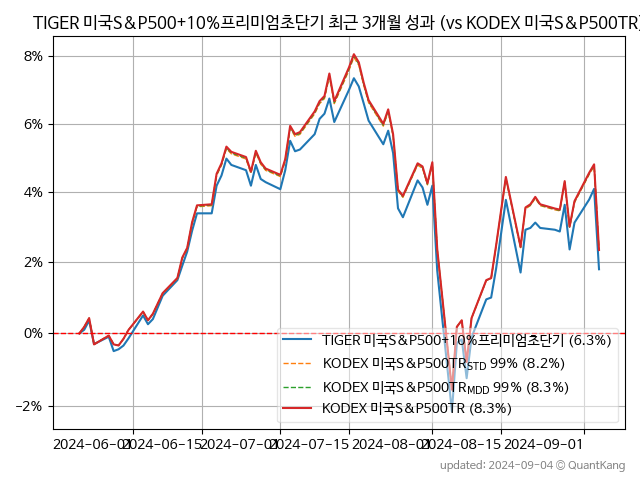 TIGER 미국S&P500+10%프리미엄초단기 최근 3개월 성과 (vs KODEX 미국S&P500TR)
8%
6%
4%
2%
0%
−2%
TIGER 미국S&P500+10%프리미엄초단기 (6.3%)
KODEX 미국S&P500TRSTD 99% (8.2%)
KODEX 미국S&P500TRMDD 99% (8.3%)
KODEX 미국S&P500TR (8.3%)
2024-06-01 2024-06-15 2024-07-01 2024-07-15 2024-08-01 2024-08-15 2024-09-01
updated: 2024-09-04 © QuantKang